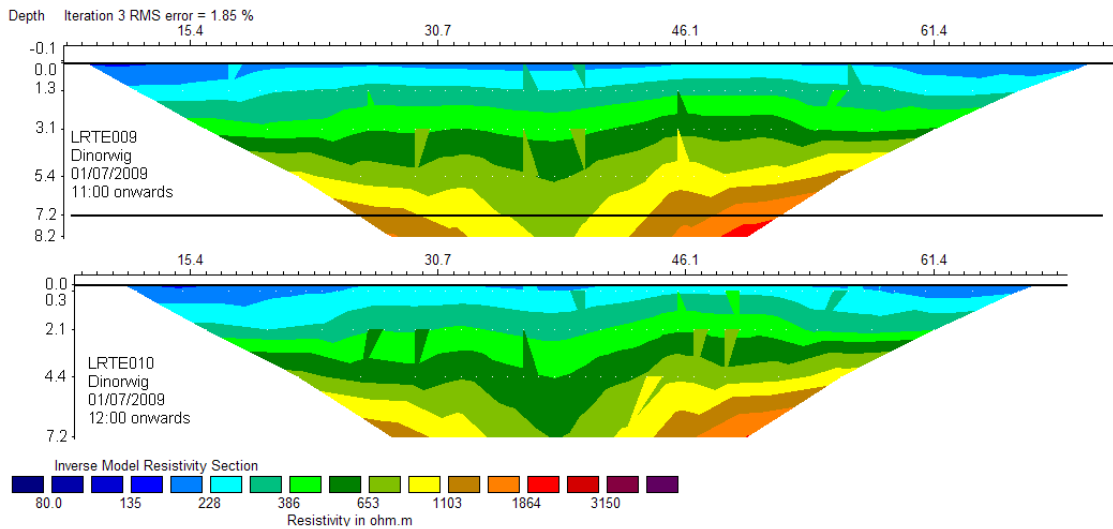 Depth Iteration 3 RMS error = 1.85 %
15.4 30.7 46.1 61.4
-0.1
0.0
1.3
3.1
5.4
7.2
8.2
LRTE009
Dinorwig
01/07/2009
11:00 onwards
15.4 30.7 46.1 61.4
0.0
0.3
2.1
4.4
7.2
LRTE010
Dinorwig
01/07/2009
12:00 onwards
Inverse Model Resistivity Section
80.0 135 228 386 653 1103 1864 3150
Resistivity in ohm.m